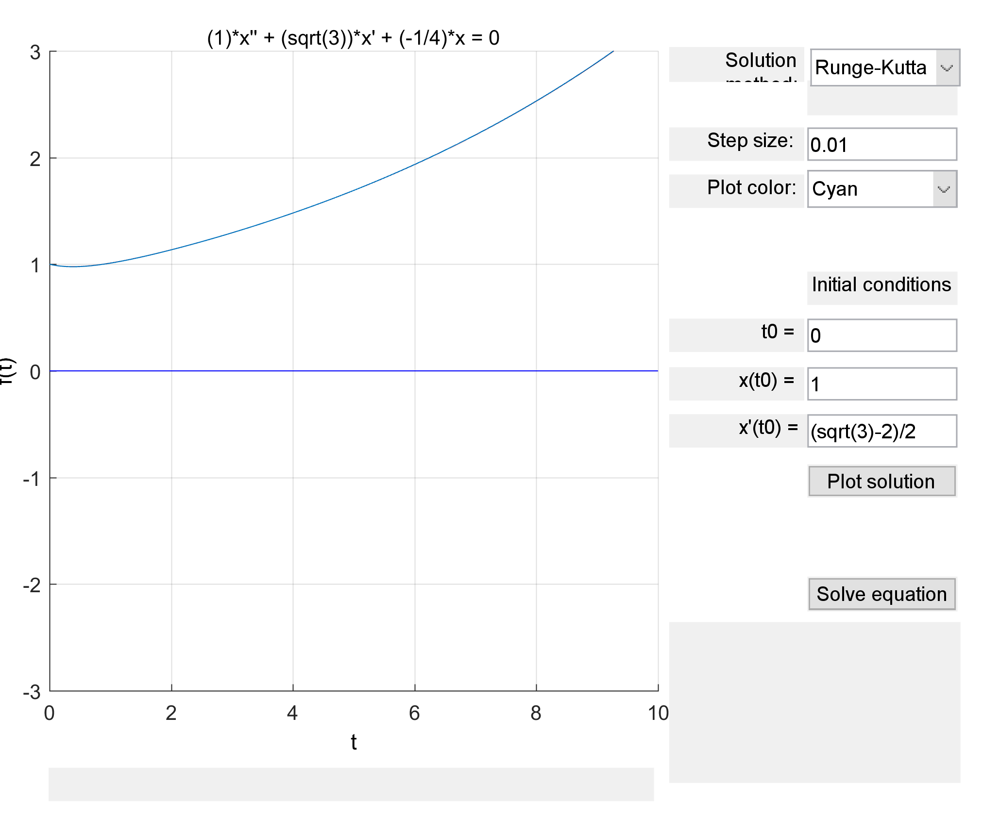 (1)*x'' + (sqrt(3))*x' + (-1/4)*x = 0
3
2
1
0
-1
-2
-3
f(t)
0 2 4 6 8 10
t
Solution
method:
Runge-Kutta
Step size: 0.01
Plot color: Cyan
Initial conditions
t0 = 0
x(t0) = 1
x'(t0) = (sqrt(3)-2)/2
Plot solution
Solve equation